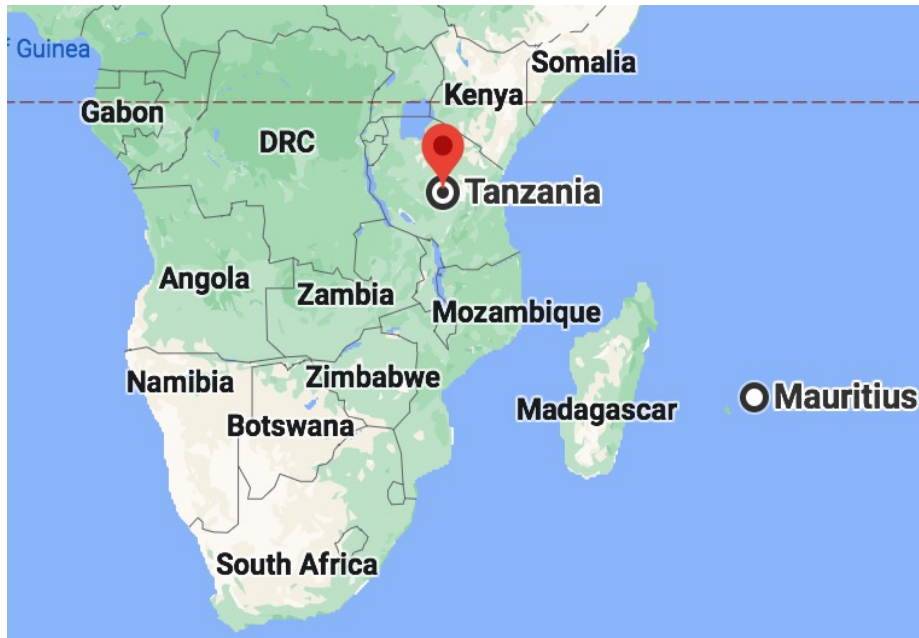 Guinea
Somalia
Kenya
Gabon
DRC
Tanzania
Angola
Zambia
Mozambique
Namibia
Zimbabwe
Mauritius
Madagascar
Botswana
South Africa